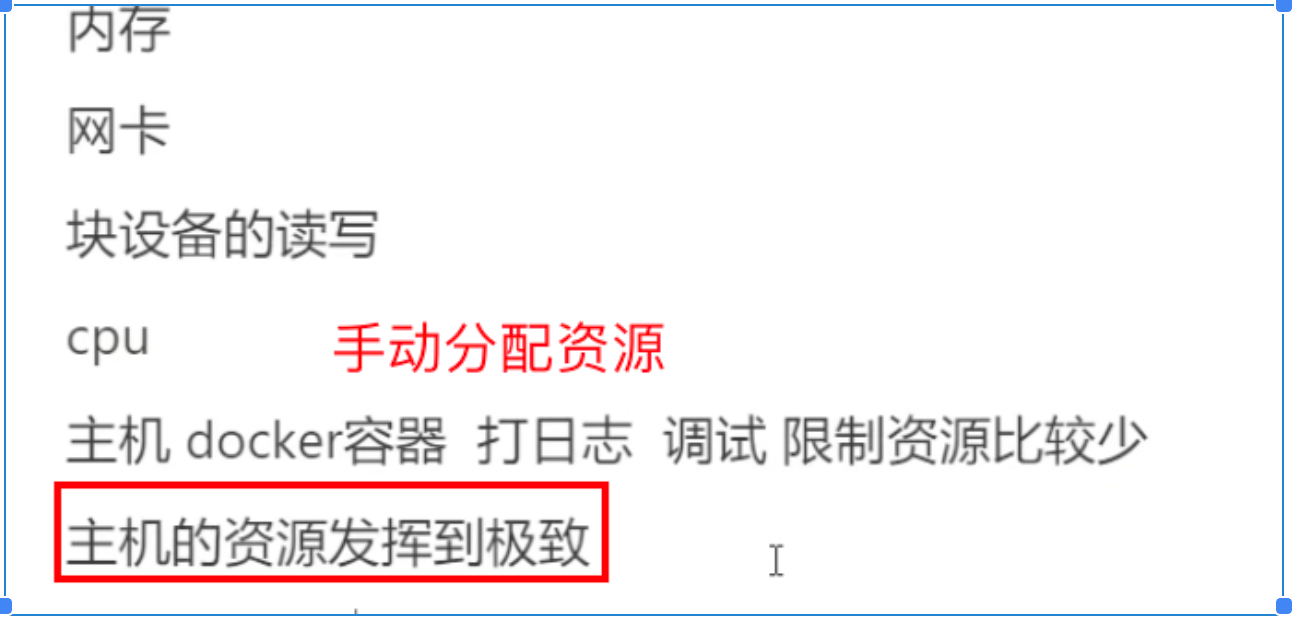 内存
网卡
块设备的读写
cpu 手动分配资源
主机 docker容器 打日志 调试 限制资源比较少
主机的资源发挥到极致